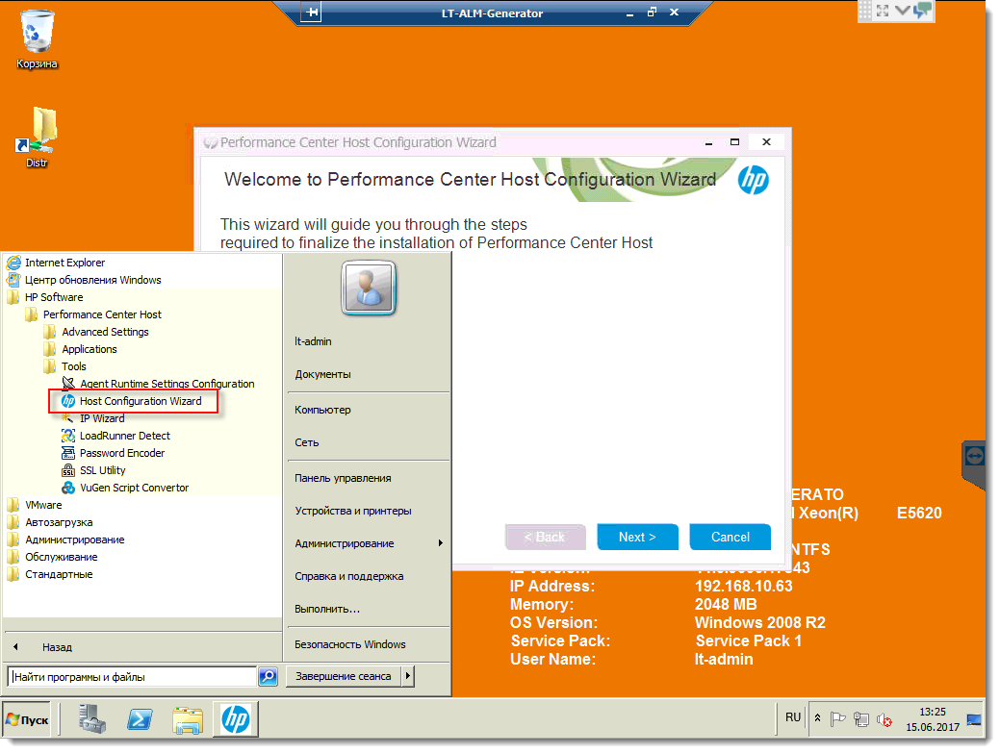 LT-ALM-Generator
Корзина
Distr
Performance Center Host Configuration Wizard
Welcome to Performance Center Host Configuration Wizard
hp
This wizard will guide you through the steps
required to finalize the installation of Performance Center Host
Internet Explorer
Центр обновления Windows
HP Software
Performance Center Host
Advanced Settings
Applications
Tools
Agent Runtime Settings Configuration
Host Configuration Wizard
IP Wizard
LoadRunner Detect
Password Encoder
SSL Utility
VuGen Script Convertor
VMware
Автозагрузка
Администрирование
Обслуживание
Стандартные
Назад
Найти программы и файлы
lt-admin
Документы
Компьютер
Сеть
Панель управления
Устройства и принтеры
Администрирование
Справка и поддержка
Выполнить...
Безопасность Windows
Завершение сеанса
< Back
Next >
Cancel
ERATO
Xeon(R) E5620
NTFS
IP Address: 192.168.10.63
Memory: 2048 MB
OS Version: Windows 2008 R2
Service Pack: Service Pack 1
User Name: lt-admin
Пуск
hp
RU
13:25
15.06.2017